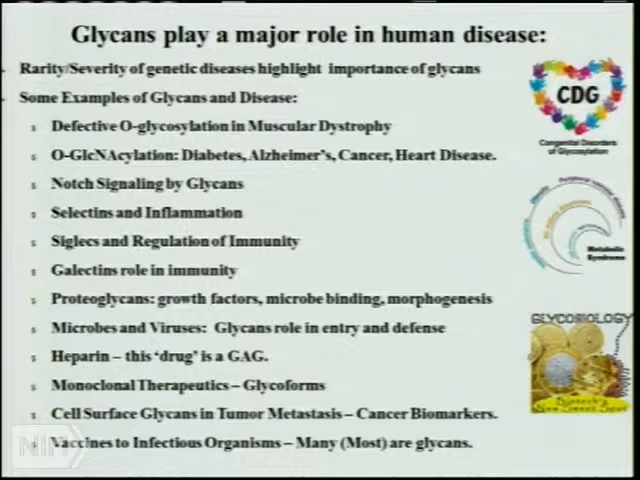 Glycans play a major role in human disease:
Rarity/Severity of genetic diseases highlight importance of glycans
Some Examples of Glycans and Disease:
Defective O-glycosylation in Muscular Dystrophy
O-GlcNAcylation: Diabetes, Alzheimer's, Cancer, Heart Disease.
Notch Signaling by Glycans
Selectins and Inflammation
Siglecs and Regulation of Immunity
Galectins role in immunity
Proteoglycans: growth factors, microbe binding, morphogenesis
Microbes and Viruses: Glycans role in entry and defense
Heparin – this 'drug' is a GAG.
Monoclonal Therapeutics – Glycoforms
Cell Surface Glycans in Tumor Metastasis – Cancer Biomarkers.
Vaccines to Infectious Organisms – Many (Most) are glycans.
CDG
Congenital Disorders
of Glycosylation
Metabolic
Syndrome
GLYCOBIOLOGY
NIH